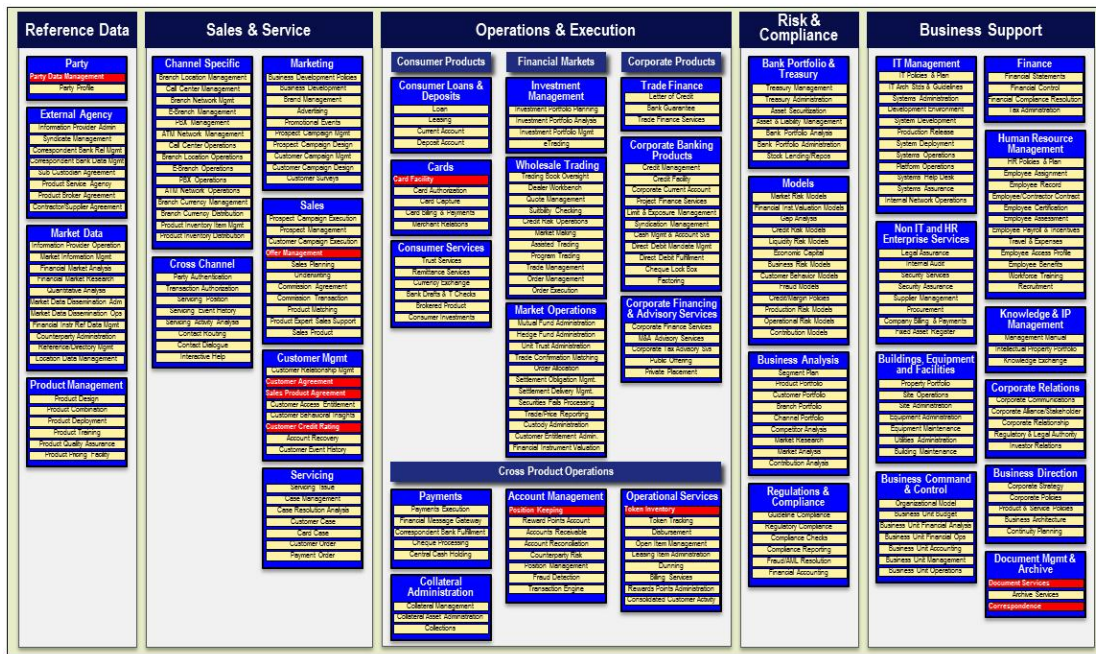 Reference Data
Party
Party Data Management
Party Profile
External Agency
Information Provider Admin
Syndicate Management
Correspondent Bank Rel Mgmt
Correspondent Bank Data Mgmt
Sub Custodian Agreement
Product Service Agency
Product Broker Agreement
Contractor/Supplier Agreement
Market Data
Information Provider Operation
Market Information Mgmt
Financial Market Analysis
Financial Market Research
Quantitative Analysis
Market Data Dissemination Adm
Market Data Dissemination Ops
Financial Instr Ref Data Mgmt
Counterparty Administration
Reference/Directory Mgmt
Location Data Management
Product Management
Product Design
Product Combination
Product Deployment
Product Training
Product Quality Assurance
Product Pricing Facility
Sales & Service
Channel Specific
Branch Location Management
Call Center Management
Branch Network Mgmt
E-Branch Management
PBX Management
ATM Network Management
Call Center Operations
Branch Location Operations
E-Branch Operations
PBX Operations
ATM Network Operations
Branch Currency Management
Branch Currency Distribution
Product Inventory Item Mgmt
Product Inventory Distribution
Cross Channel
Party Authentication
Transaction Authorization
Servicing Position
Servicing Event History
Servicing Activity Analysis
Contact Routing
Contact Dialogue
Interactive Help
Marketing
Business Development Policies
Business Development
Brand Management
Advertising
Promotional Events
Prospect Campaign Mgmt
Prospect Campaign Design
Customer Campaign Mgmt
Customer Campaign Design
Customer Surveys
Sales
Prospect Campaign Execution
Prospect Management
Customer Campaign Execution
Offer Management
Sales Planning
Underwriting
Commission Agreement
Commission Transaction
Product Matching
Product Expert Sales Support
Sales Product
Customer Mgmt
Customer Relationship Mgmt
Customer Agreement
Sales Product Agreement
Customer Access Entitlement
Customer Behavioral Insights
Customer Credit Rating
Account Recovery
Customer Event History
Servicing
Servicing Issue
Case Management
Case Resolution Analysis
Customer Case
Card Case
Customer Order
Payment Order
Operations & Execution
Consumer Products
Consumer Loans &
Deposits
Loan
Leasing
Current Account
Deposit Account
Cards
Card Facility
Card Authorization
Card Capture
Card Billing & Payments
Merchant Relations
Consumer Services
Trust Services
Remittance Services
Currency Exchange
Bank Drafts & T Checks
Brokered Product
Consumer Investments
Financial Markets
Investment
Management
Investment Portfolio Planning
Investment Portfolio Analysis
Investment Portfolio Mgmt
eTrading
Wholesale Trading
Trading Book Oversight
Dealer Workbench
Quote Management
Suitbility Checking
Credit Risk Operations
Market Making
Assisted Trading
Program Trading
Trade Management
Order Management
Order Execution
Market Operations
Mutual Fund Administration
Hedge Fund Administration
Unit Trust Administration
Trade Confirmation Matching
Order Allocation
Settlement Obligation Mgmt.
Settlement Delivery Mgmt.
Securities Fails Processing
Trade/Price Reporting
Custody Administration
Customer Entitlement Admin.
Financial Instrument Valuation
Corporate Products
Trade Finance
Letter of Credit
Bank Guarantee
Trade Finance Services
Corporate Banking
Products
Credit Management
Credit Facility
Corporate Current Account
Project Finance Services
Limit & Exposure Management
Syndication Management
Cash Mgmt & Account Svs
Direct Debit Mandate Mgmt
Direct Debit Fulfillment
Cheque Lock Box
Factoring
Corporate Financing
& Advisory Services
Corporate Finance Services
M&A Advisory Services
Corporate Tax Advisory Svs
Public Offering
Private Placement
Cross Product Operations
Payments
Payments Execution
Financial Message Gateway
Correspondent Bank Fulfillment
Cheque Processing
Central Cash Holding
Collateral
Administration
Collateral Management
Collateral Asset Administration
Collections
Account Management
Position Keeping
Reward Points Account
Accounts Receivable
Account Reconciliation
Counterparty Risk
Position Management
Fraud Detection
Transaction Engine
Operational Services
Token Inventory
Token Tracking
Disbursement
Open Item Management
Leasing Item Administration
Dunning
Billing Services
Rewards Points Administration
Consolidated Customer Activity
Risk &
Compliance
Bank Portfolio &
Treasury
Treasury Management
Treasury Administration
Asset Securitization
Asset & Liability Management
Bank Portfolio Analysis
Bank Portfolio Administration
Stock Lending/Repos
Models
Market Risk Models
Financial Inst.Valuation Models
Gap Analysis
Credit Risk Models
Liquidity Risk Models
Economic Capital
Business Risk Models
Customer Behavior Models
Fraud Models
Credit/Margin Policies
Production Risk Models
Operational Risk Models
Contribution Models
Business Analysis
Segment Plan
Product Portfolio
Customer Portfolio
Branch Portfolio
Channel Portfolio
Competitor Analysis
Market Research
Market Analysis
Contribution Analysis
Regulations &
Compliance
Guideline Compliance
Regulatory Compliance
Compliance Checks
Compliance Reporting
Fraud/AML Resolution
Financial Accounting
Business Support
IT Management
IT Policies & Plan
IT Arch Stds & Guidelines
Systems Administration
Development Environment
System Development
Production Release
System Deployment
Systems Operations
Platform Operations
Systems Help Desk
Systems Assurance
Internal Network Operations
Non IT and HR
Enterprise Services
Legal Assurance
Internal Audit
Security Services
Security Assurance
Supplier Management
Procurement
Company Billing & Payments
Fixed Asset Register
Buildings, Equipment
and Facilities
Property Portfolio
Site Operations
Site Administration
Equipment Administration
Equipment Maintenance
Utilities Administration
Building Maintenance
Business Command
& Control
Organizational Model
Business Unit Budget
Business Unit Financial Analysis
Business Unit Financial Ops
Business Unit Accounting
Business Unit Management
Business Unit Operations
Finance
Financial Statements
Financial Control
Financial Compliance Resolution
Tax Administration
Human Resource
Management
HR Policies & Plan
Employee Assignment
Employee Record
Employee/Contractor Contract
Employee Certification
Employee Assessment
Employee Payroll & Incentives
Travel & Expenses
Employee Access Profile
Employee Benefits
Workforce Training
Recruitment
Knowledge & IP
Management
Management Manual
Intellectual Property Portfolio
Knowledge Exchange
Corporate Relations
Corporate Communications
Corporate Alliance/Stakeholder
Corporate Relationship
Regulatory & Legal Authority
Investor Relations
Business Direction
Corporate Strategy
Corporate Policies
Product & Service Policies
Business Architecture
Continuity Planning
Document Mgmt &
Archive
Document Services
Archive Services
Correspondence